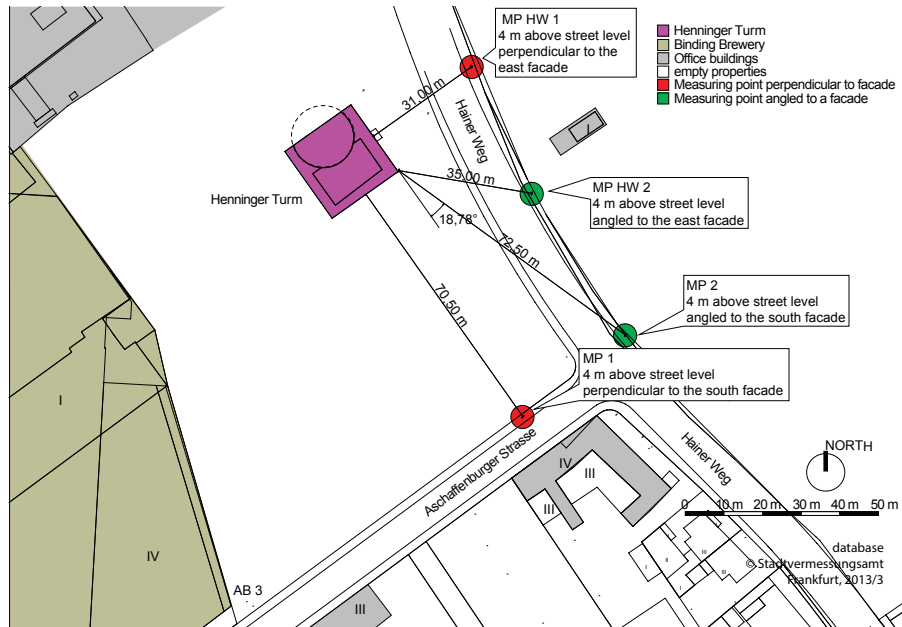 MP HW 1
4 m above street level
perpendicular to the
east facade
Henninger Turm
Binding Brewery
Office buildings
empty properties
Measuring point perpendicular to facade
Measuring point angled to a facade
31,00 m
Hainer Weg
35,00 m
Henninger Turm
MP HW 2
4 m above street level
angled to the east facade
18,78°
72,50 m
70,50 m
MP 2
4 m above street level
angled to the south facade
MP 1
4 m above street level
perpendicular to the south facade
I
Aschaffenburger Strasse
Hainer Weg
NORTH
IV
III
III
0 10 m 20 m 30 m 40 m 50 m
IV
AB 3
III
database
© Stadtvermessungsamt
Frankfurt, 2013/3